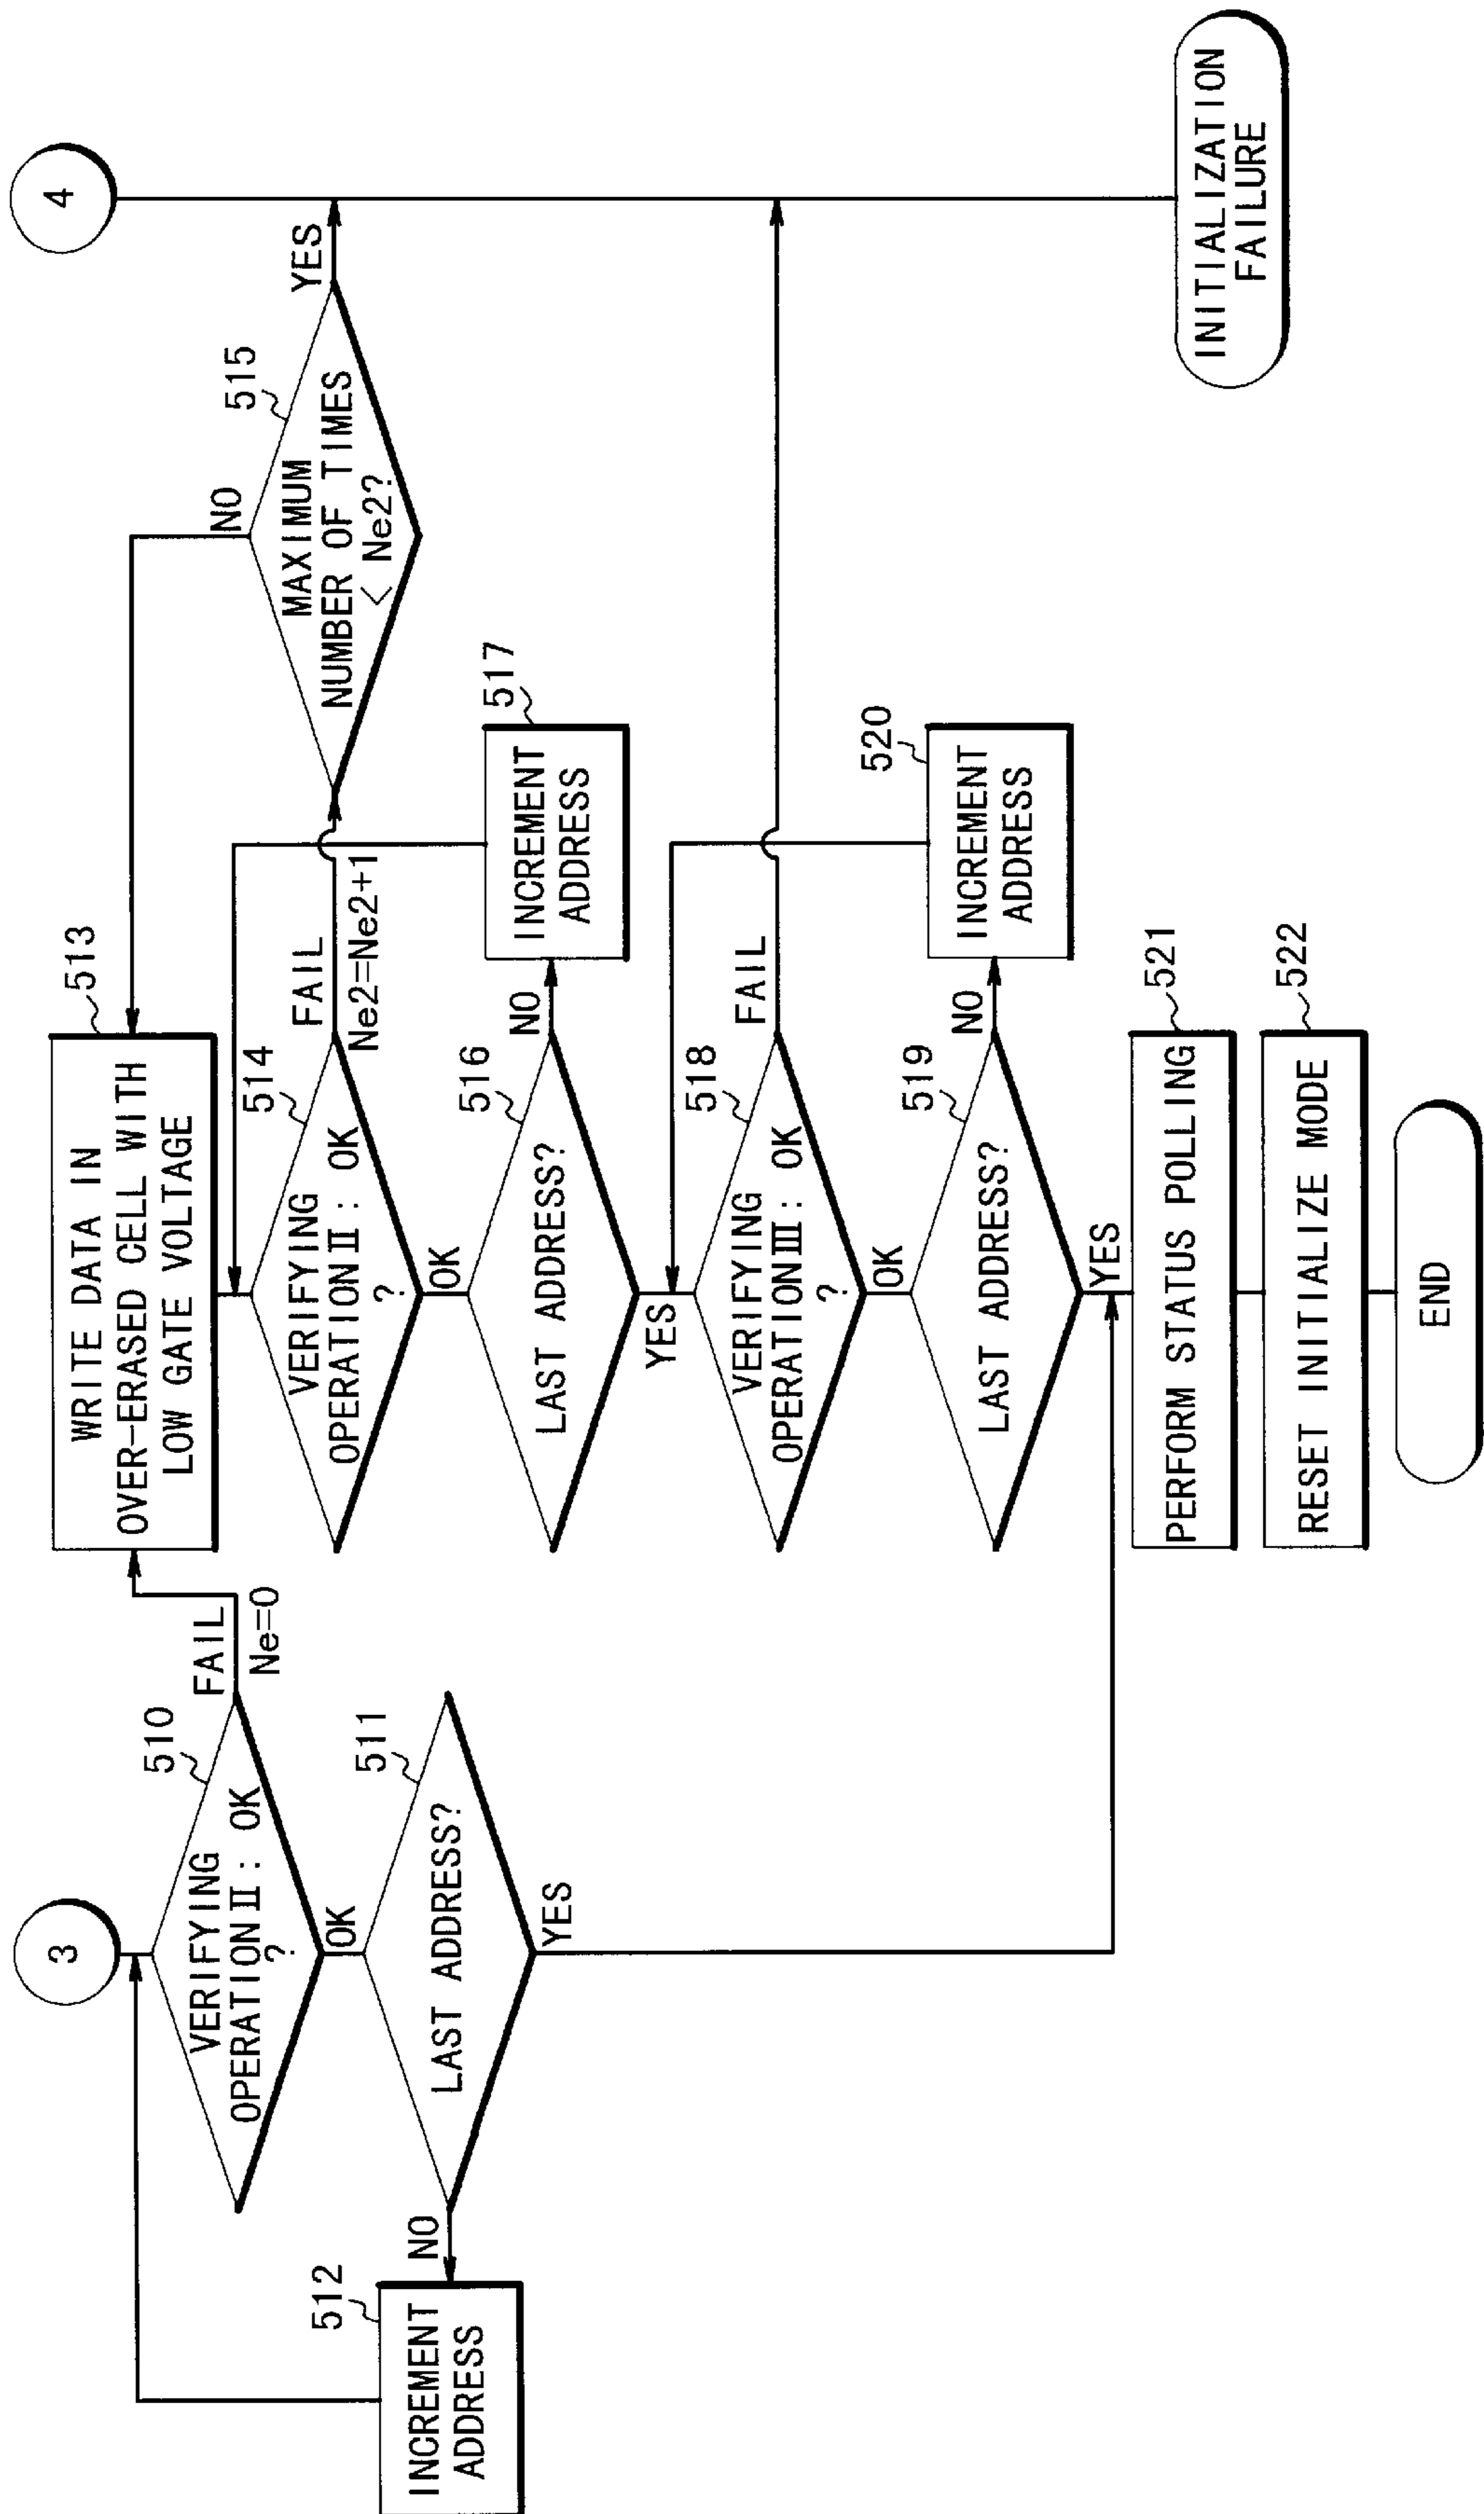 3
510
VERIFYING
OPERATION II : OK
?
FAIL
Ne=0
OK
511
LAST ADDRESS?
NO
YES
512
INCREMENT
ADDRESS
513
WRITE DATA IN
OVER-ERASED CELL WITH
LOW GATE VOLTAGE
514
VERIFYING
OPERATION II : OK
?
FAIL
Ne2=Ne2+1
OK
515
MAXIMUM
NUMBER OF TIMES
< Ne2?
NO
YES
4
516
LAST ADDRESS?
NO
YES
517
INCREMENT
ADDRESS
518
VERIFYING
OPERATION III : OK
?
FAIL
OK
519
LAST ADDRESS?
NO
YES
520
INCREMENT
ADDRESS
521
PERFORM STATUS POLLING
522
RESET INITIALIZE MODE
END
INITIALIZATION
FAILURE